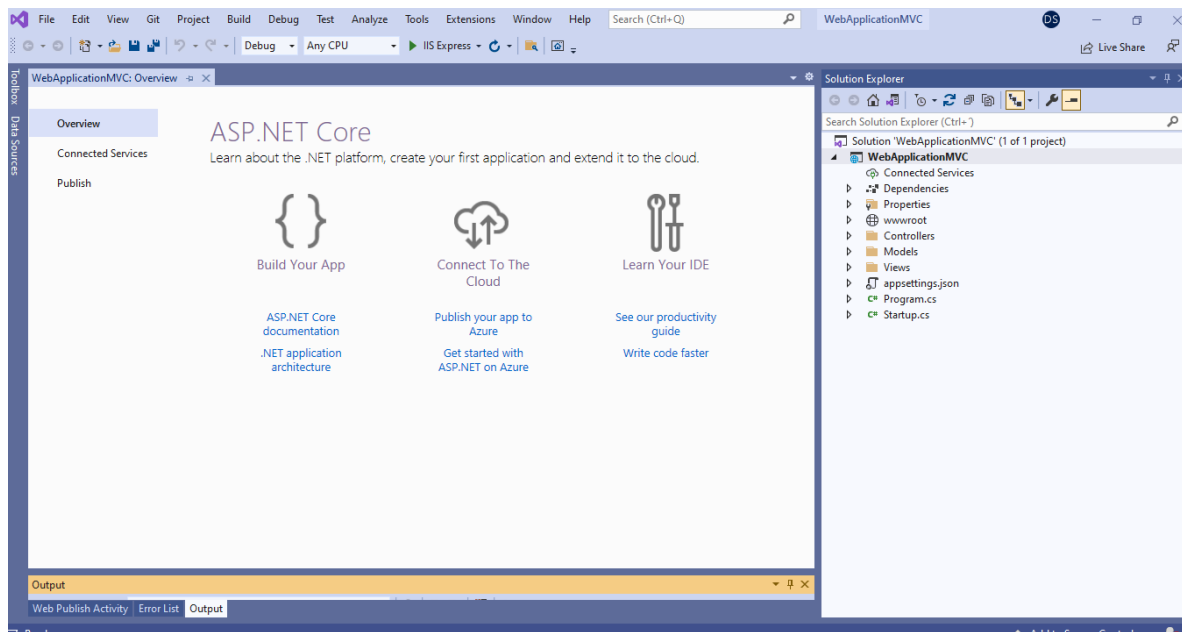 File Edit View Git Project Build Debug Test Analyze Tools Extensions Window Help Search (Ctrl+Q) WebApplicationMVC DS
Debug Any CPU IIS Express Live Share
Toolbox
Data Sources
WebApplicationMVC: Overview
Overview
Connected Services
Publish
ASP.NET Core
Learn about the .NET platform, create your first application and extend it to the cloud.
Build Your App
ASP.NET Core
documentation
.NET application
architecture
Connect To The
Cloud
Publish your app to
Azure
Get started with
ASP.NET on Azure
Learn Your IDE
See our productivity
guide
Write code faster
Solution Explorer
Search Solution Explorer (Ctrl+¨)
Solution 'WebApplicationMVC' (1 of 1 project)
WebApplicationMVC
Connected Services
Dependencies
Properties
wwwroot
Controllers
Models
Views
appsettings.json
C# Program.cs
C# Startup.cs
Output
Web Publish Activity Error List Output